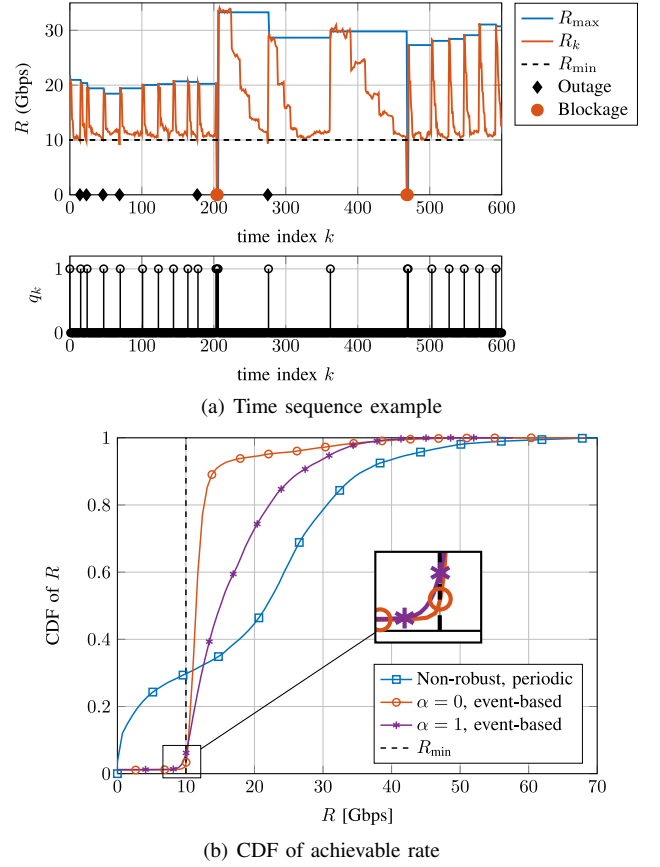 30
20
10
0
R (Gbps)
0 100 200 300 400 500 600
time index k
R_max
R_k
R_min
Outage
Blockage
1
0
q_k
0 100 200 300 400 500 600
time index k
(a) Time sequence example
1
0.8
0.6
0.4
0.2
0
CDF of R
Non-robust, periodic
α = 0, event-based
α = 1, event-based
R_min
0 10 20 30 40 50 60 70
R [Gbps]
(b) CDF of achievable rate